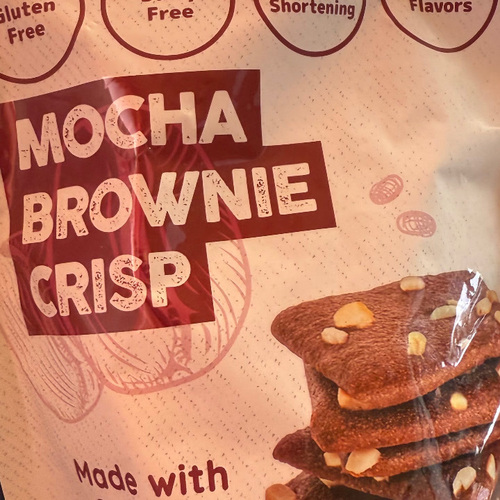 Gluten
Free
Free
Shortening
Flavors
MOCHA
BROWNIE
CRISP
Made with